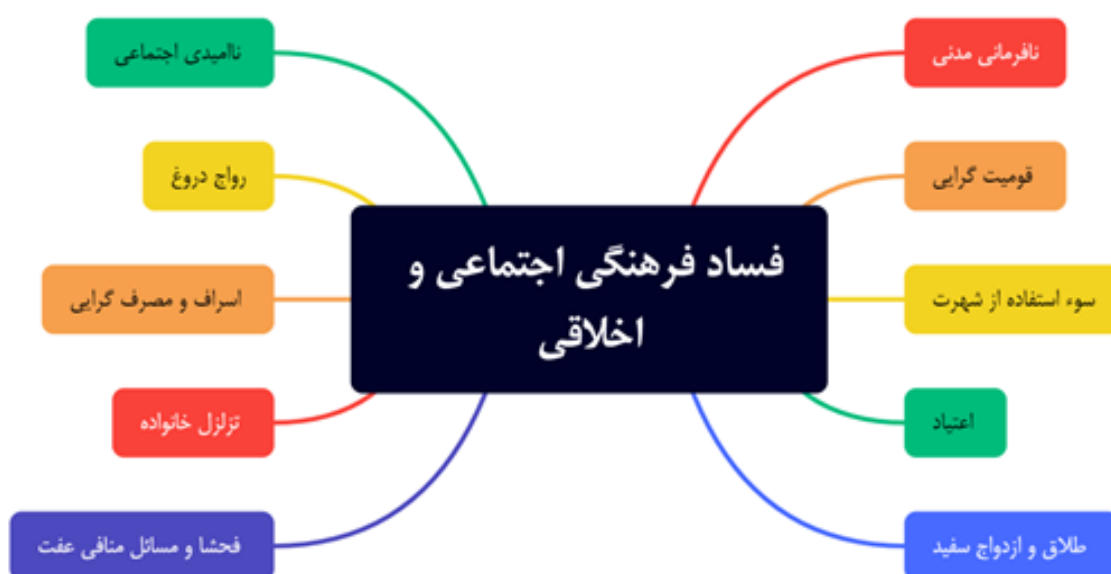 فساد فرهنگی اجتماعی و
اخلاقی
نافرمانی مدنی
قومیت گرایی
سوء استفاده از شهرت
اعتیاد
طلاق و ازدواج سفید
ناامیدی اجتماعی
رواج دروغ
اسراف و مصرف گرایی
تزلزل خانواده
فحشا و مسائل منافی عفت